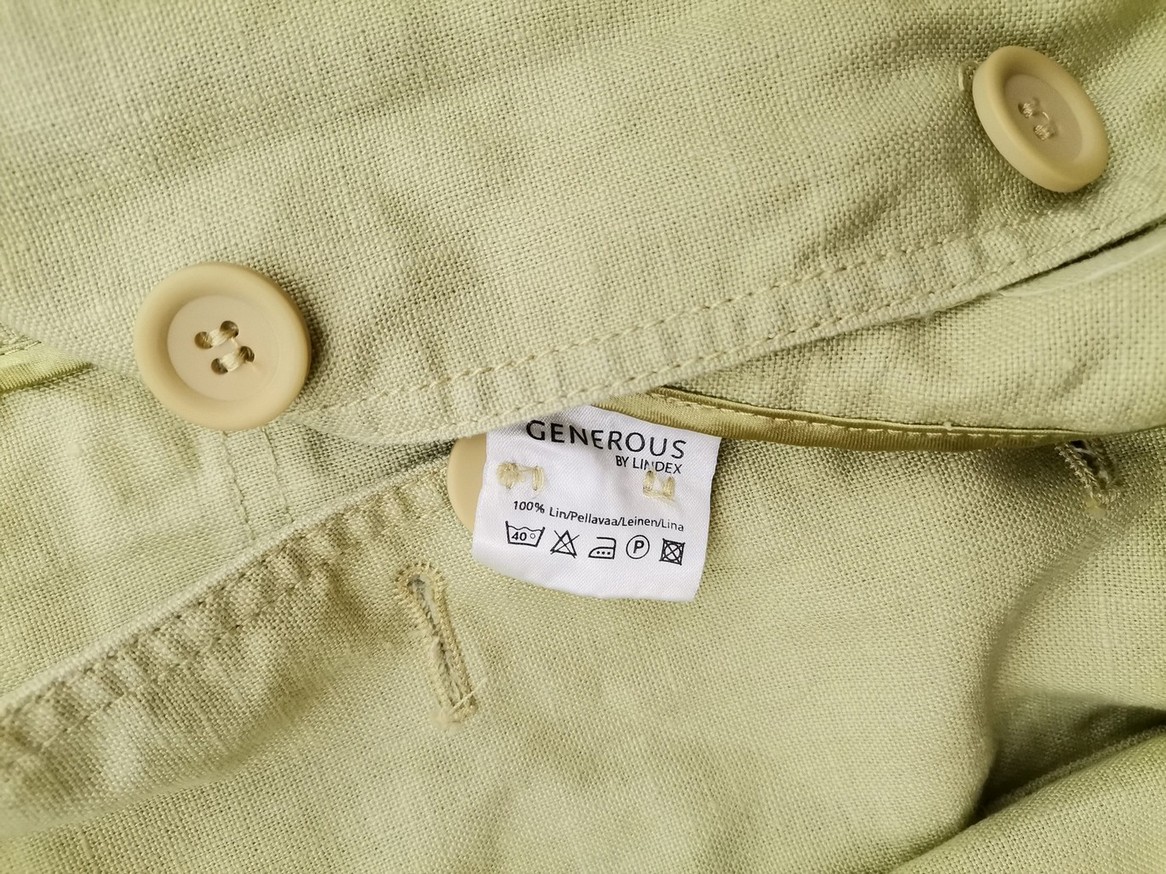 GENEROUS
BY LINDEX
100% Lin/Pellavaa/Leinen/Lina
40° P